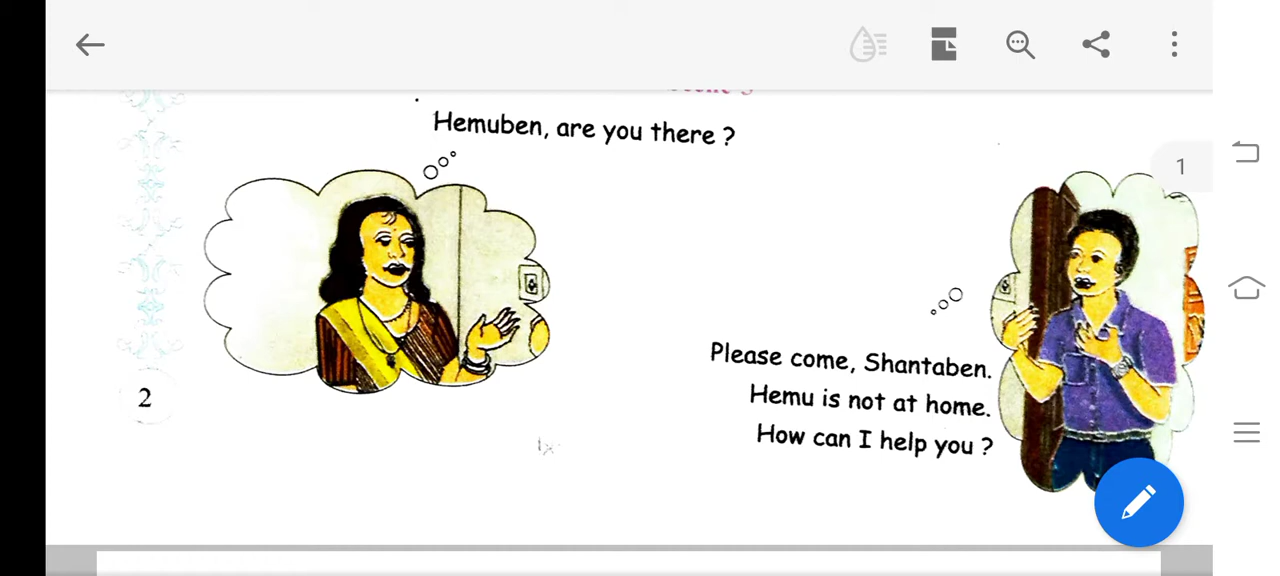 1
Hemuben, are you there ?
Please come, Shantaben.
Hemu is not at home.
How can I help you ?
2